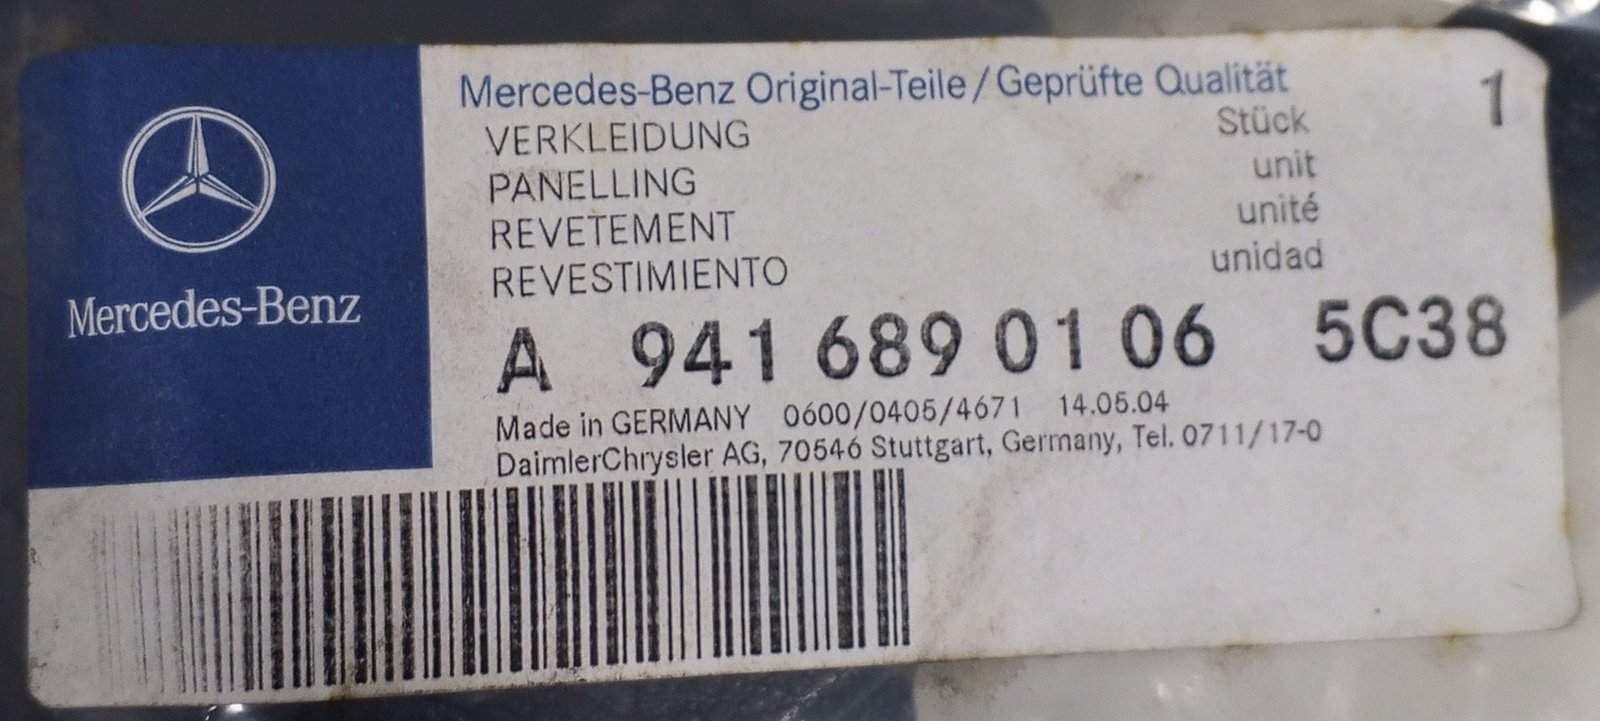 Mercedes-Benz Original-Teile / Geprüfte Qualität
VERKLEIDUNG Stück 1
PANELLING unit
REVETEMENT unité
REVESTIMIENTO unidad
Mercedes-Benz
A 941 689 01 06 5C38
Made in GERMANY 0600/0405/4671 14.05.04
DaimlerChrysler AG, 70546 Stuttgart, Germany, Tel. 0711/17-0